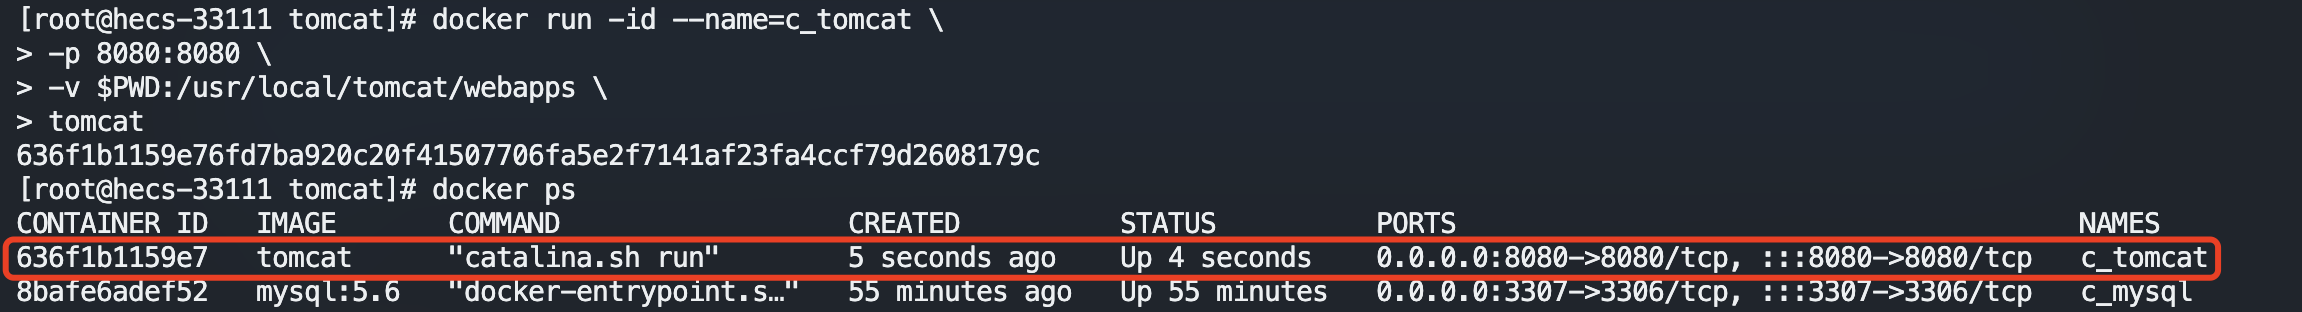 [root@hecs-33111 tomcat]# docker run -id --name=c_tomcat \
> -p 8080:8080 \
> -v $PWD:/usr/local/tomcat/webapps \
> tomcat
636f1b1159e76fd7ba920c20f41507706fa5e2f7141af23fa4ccf79d2608179c
[root@hecs-33111 tomcat]# docker ps
CONTAINER ID   IMAGE       COMMAND                  CREATED          STATUS          PORTS                                       NAMES
636f1b1159e7   tomcat      "catalina.sh run"        5 seconds ago    Up 4 seconds    0.0.0.0:8080->8080/tcp, :::8080->8080/tcp   c_tomcat
8bafe6adef52   mysql:5.6   "docker-entrypoint.s…"   55 minutes ago   Up 55 minutes   0.0.0.0:3307->3306/tcp, :::3307->3306/tcp   c_mysql